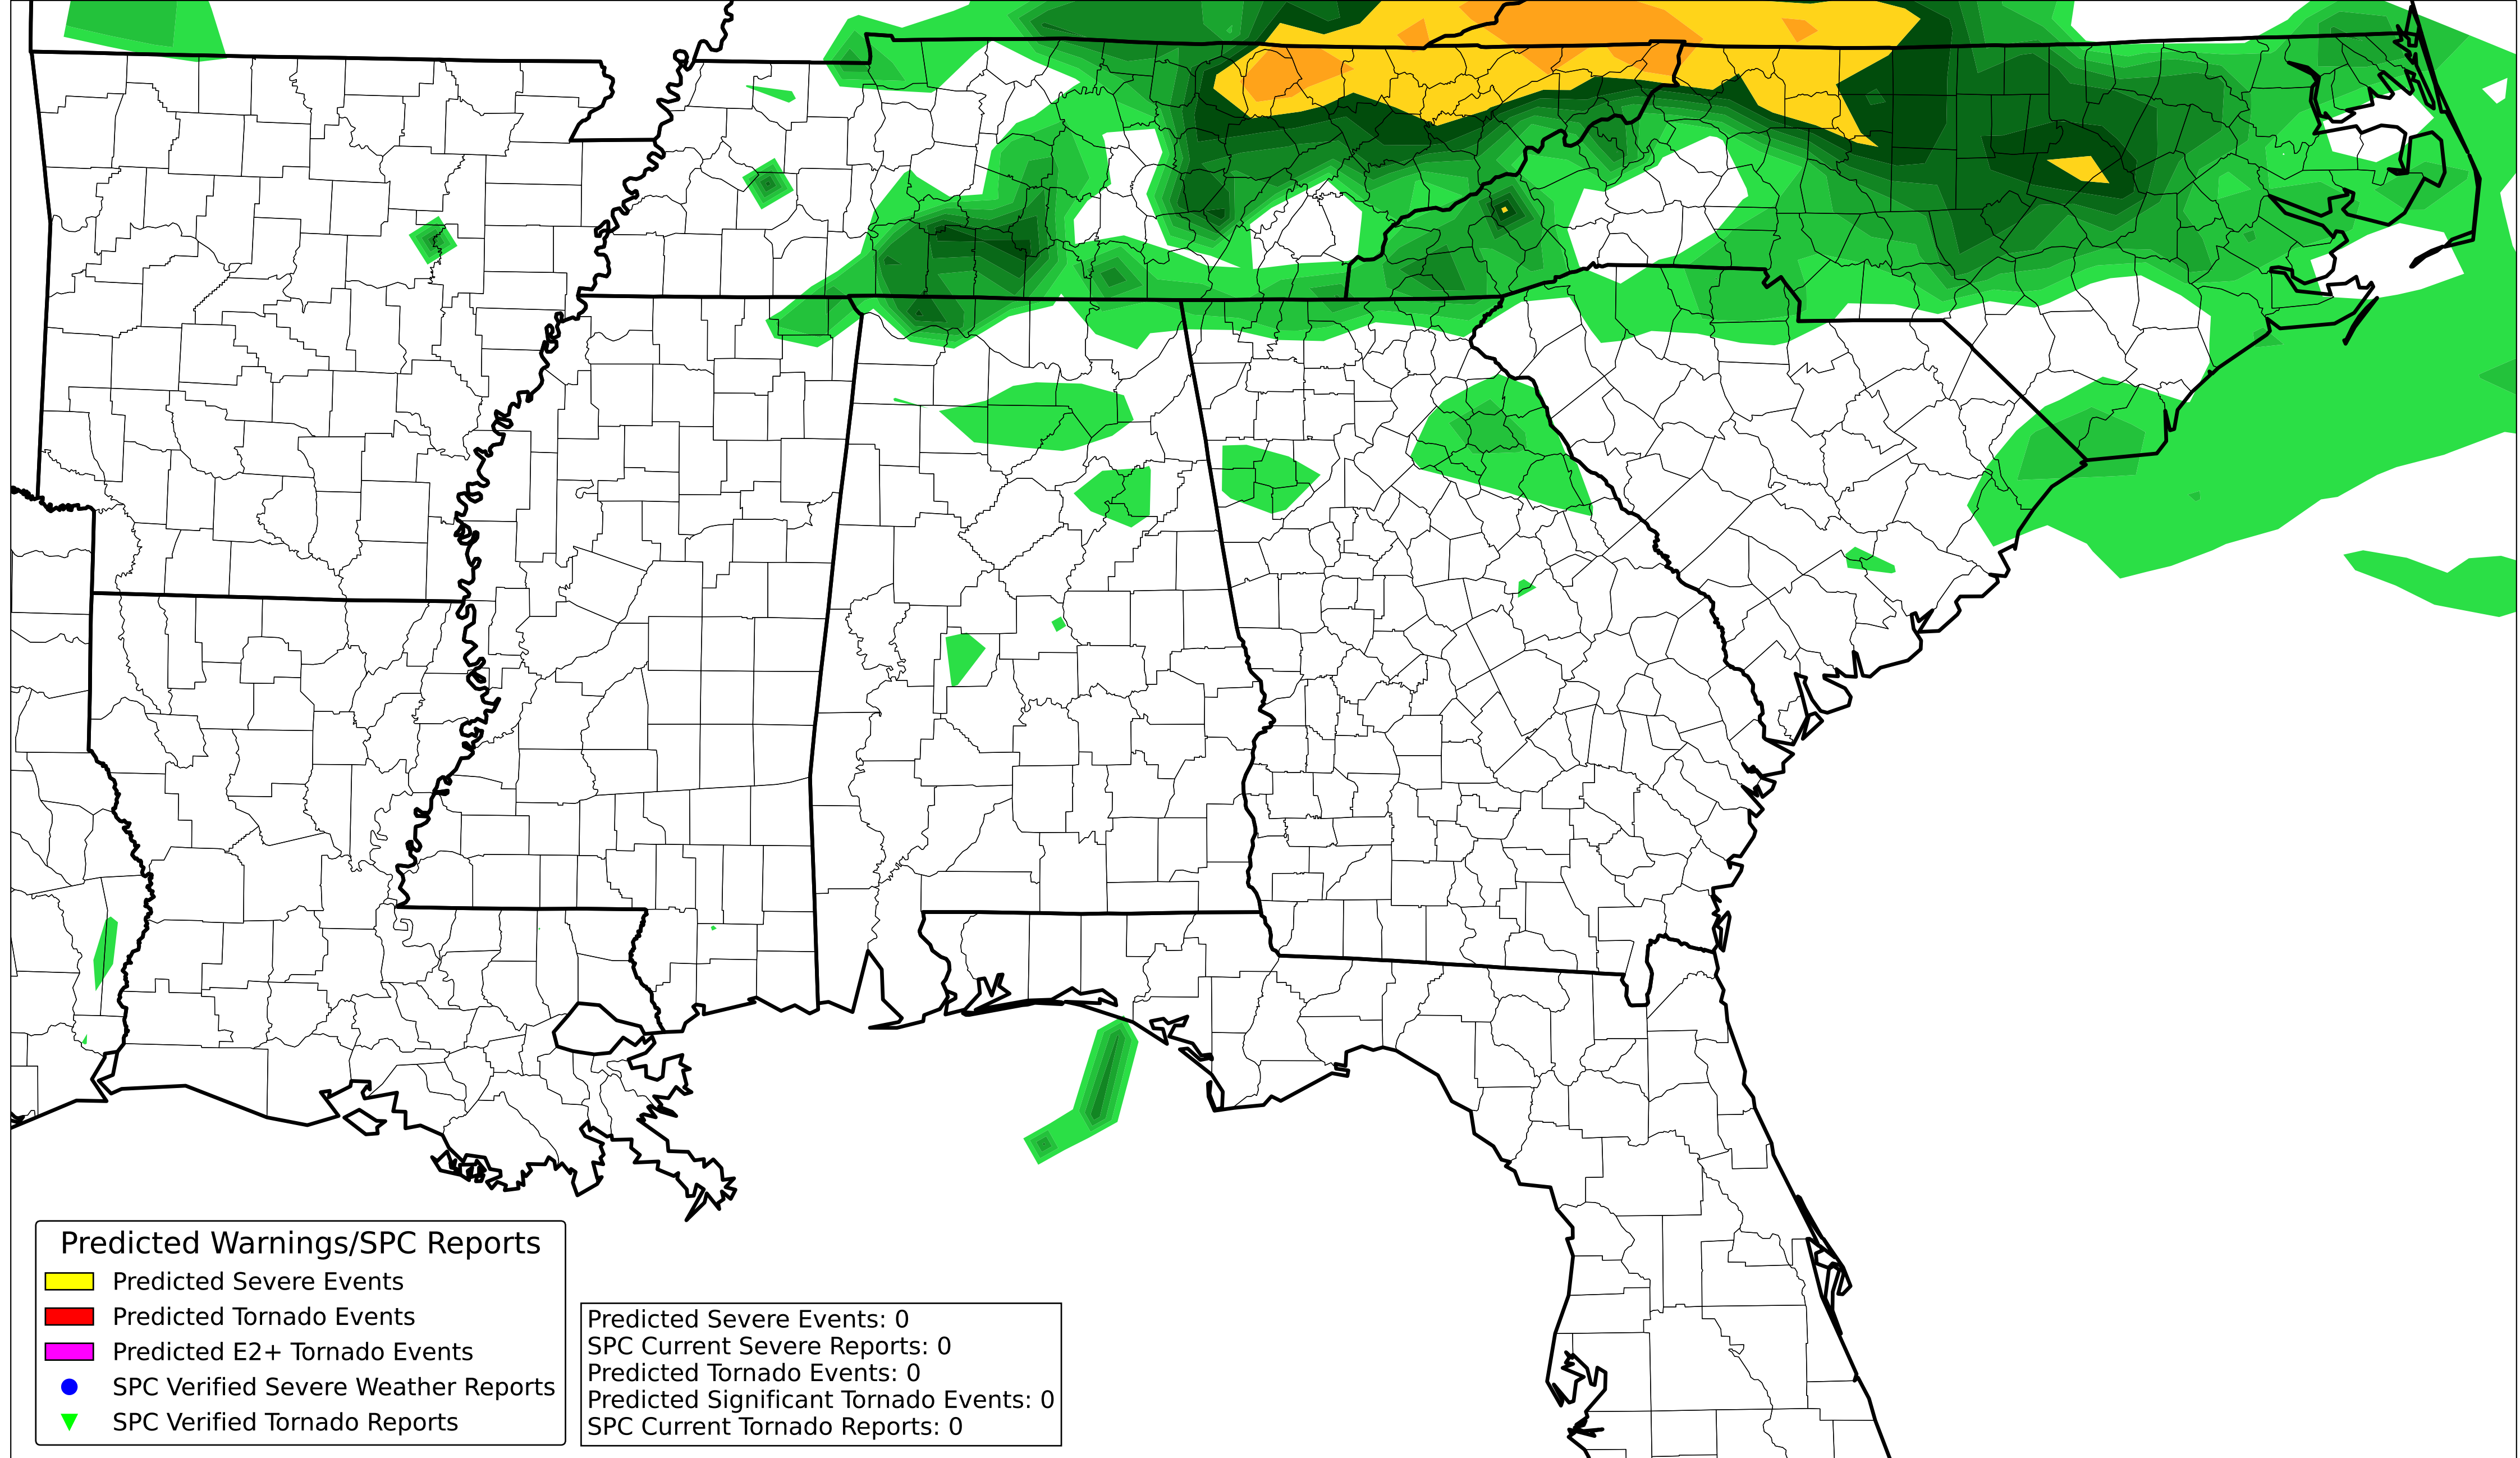 Predicted Warnings/SPC Reports
Predicted Severe Events
Predicted Tornado Events
Predicted E2+ Tornado Events
SPC Verified Severe Weather Reports
SPC Verified Tornado Reports
Predicted Severe Events: 0
SPC Current Severe Reports: 0
Predicted Tornado Events: 0
Predicted Significant Tornado Events: 0
SPC Current Tornado Reports: 0